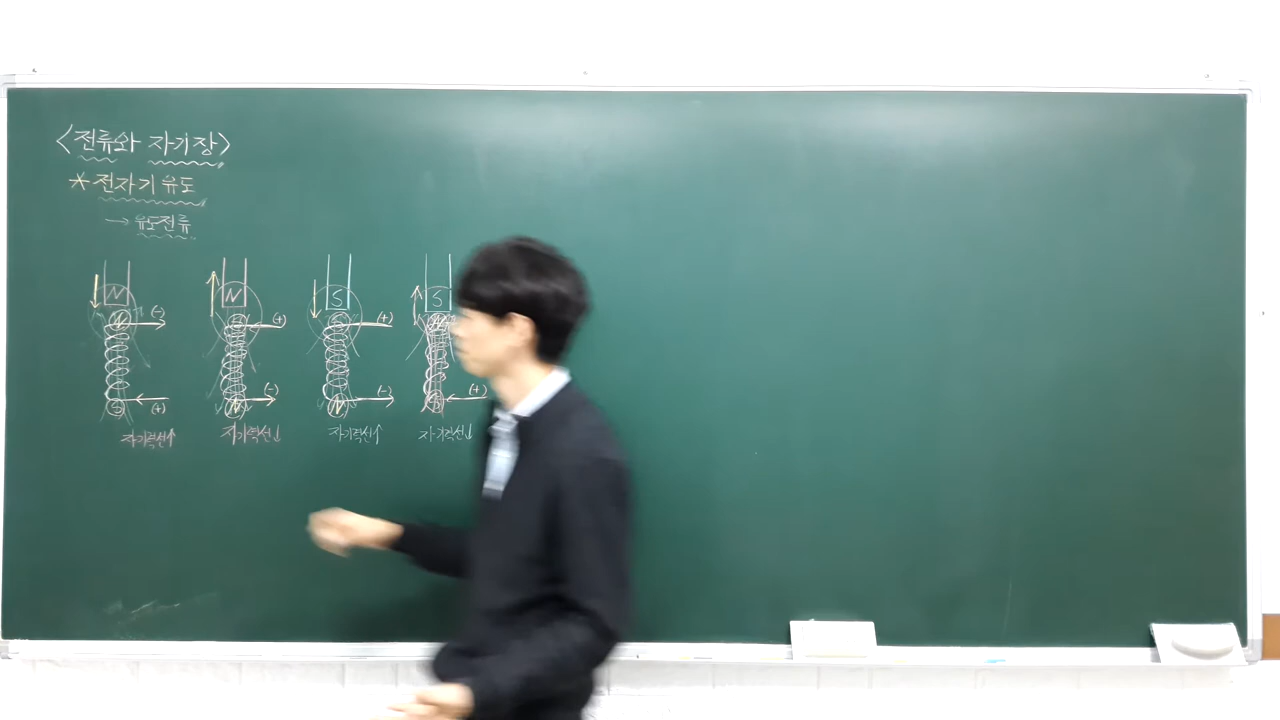 <전류와 자기장>
* 전자기유도
→ 유도전류
N N S S
(-) (+) (+)
N S S N
(+) (-) (-) (+)
S N N S
자기력선↑ 자기력선↓ 자기력선↑ 자기력선↓